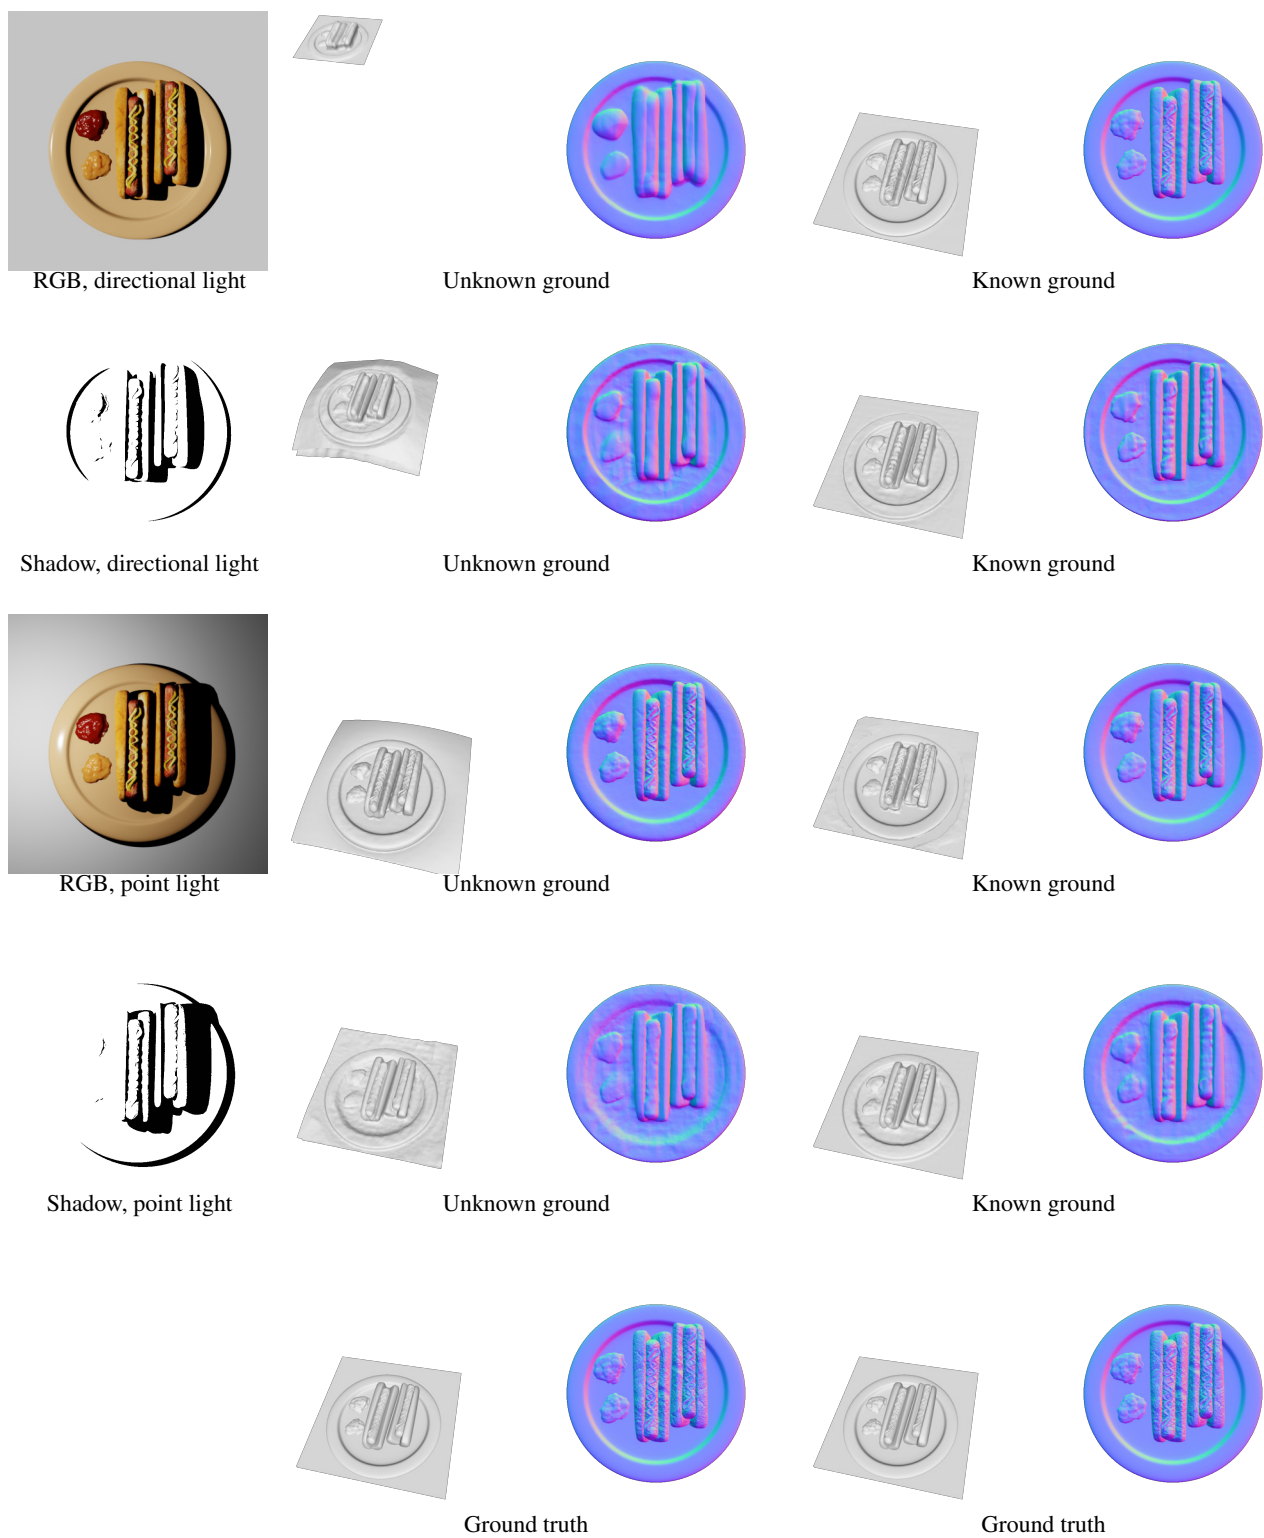 RGB, directional light
Unknown ground
Known ground
Shadow, directional light
Unknown ground
Known ground
RGB, point light
Unknown ground
Known ground
Shadow, point light
Unknown ground
Known ground
Ground truth
Ground truth